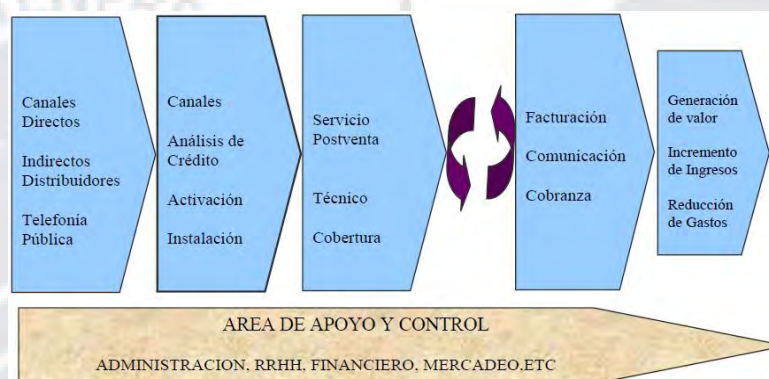 Canales
Directos
Indirectos
Distribuidores
Telefonía
Pública
Canales
Análisis de
Crédito
Activación
Instalación
Servicio
Postventa
Técnico
Cobertura
Facturación
Comunicación
Cobranza
Generación
de valor
Incremento
de Ingresos
Reducción
de Gastos
AREA DE APOYO Y CONTROL
ADMINISTRACION, RRHH, FINANCIERO, MERCADEO.ETC